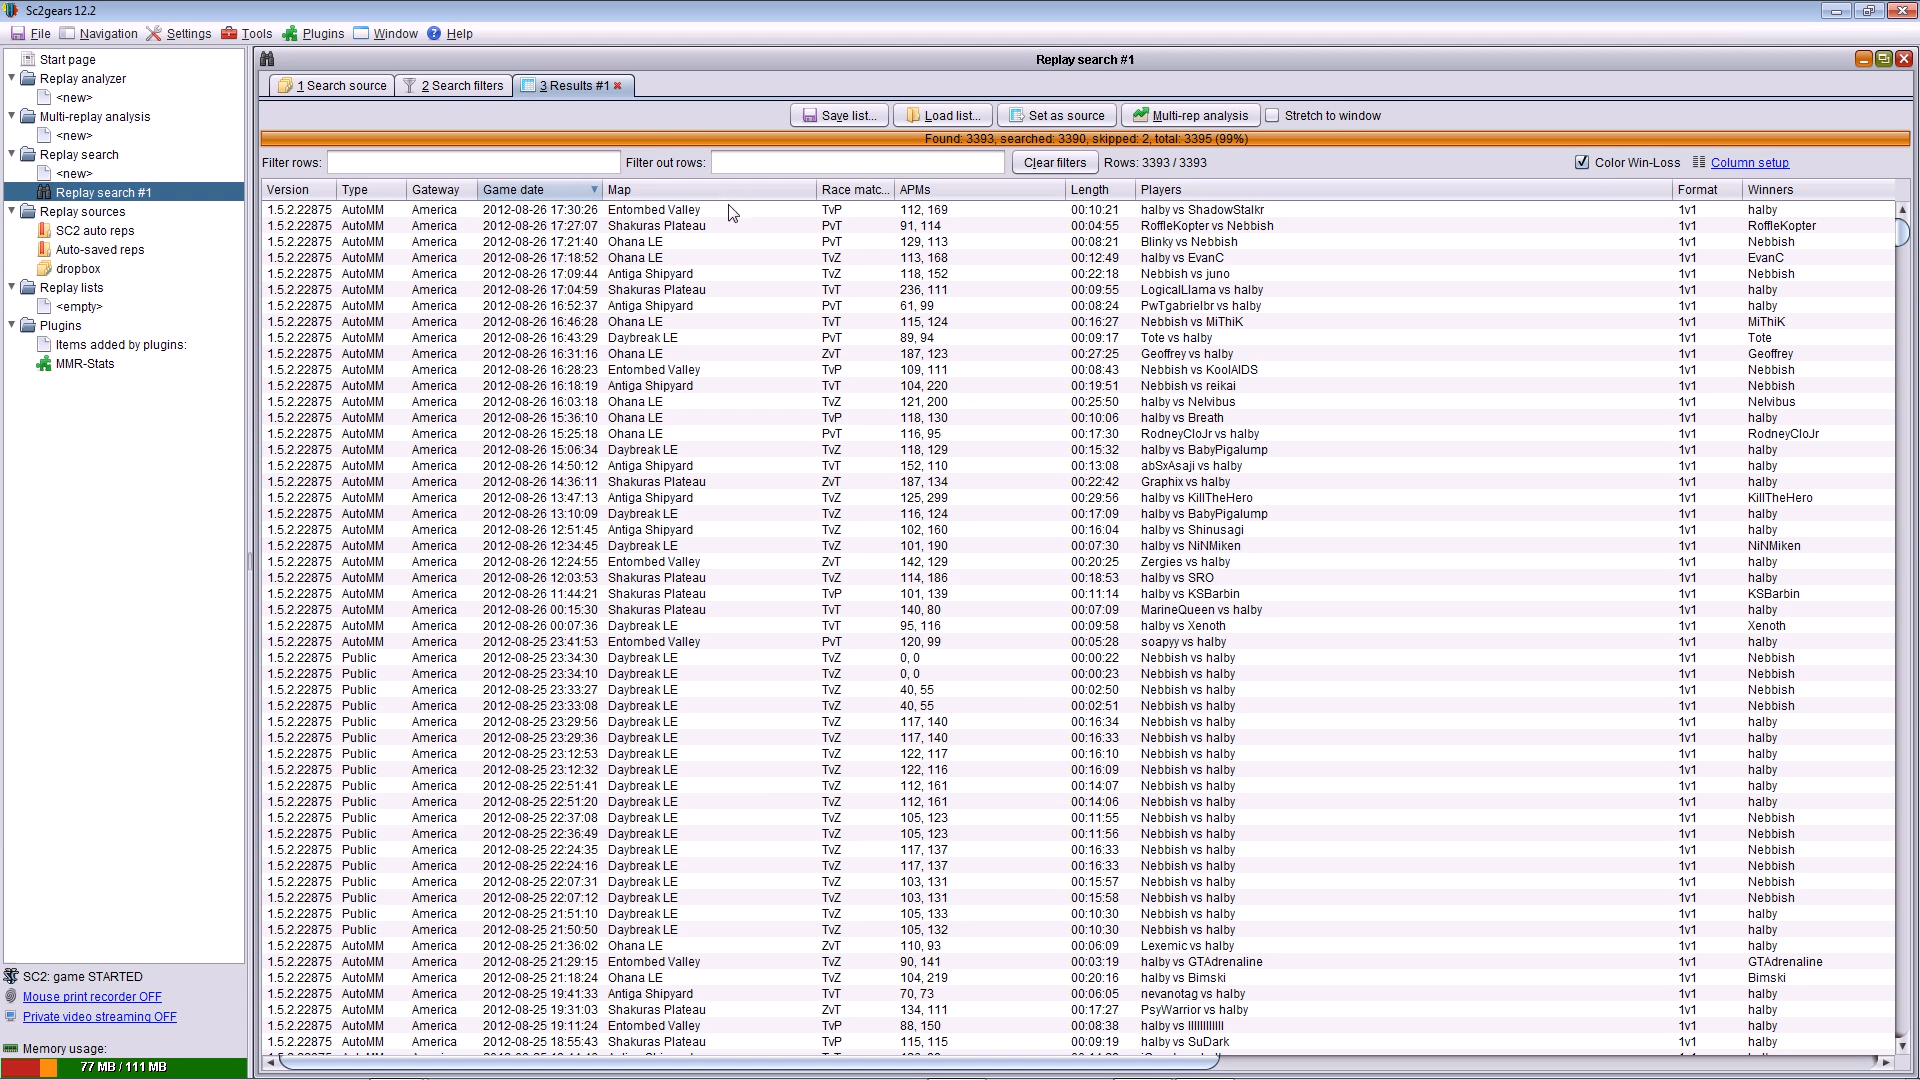 Sc2gears 12.2
File Navigation Settings Tools Plugins Window Help
Start page
Replay analyzer
<new>
Multi-replay analysis
<new>
Replay search
<new>
Replay search #1
Replay sources
SC2 auto reps
Auto-saved reps
dropbox
Replay lists
<empty>
Plugins
Items added by plugins:
MMR-Stats
SC2: game STARTED
Mouse print recorder OFF
Private video streaming OFF
Memory usage:
77 MB / 111 MB
Replay search #1
1 Search source 2 Search filters 3 Results #1
Save list... Load list... Set as source Multi-rep analysis Stretch to window
Found: 3393, searched: 3390, skipped: 2, total: 3395 (99%)
Filter rows: Filter out rows: Clear filters Rows: 3393 / 3393 Color Win-Loss Column setup
Version Type Gateway Game date Map Race matc... APMs Length Players Format Winners
1.5.2.22875 AutoMM America 2012-08-26 17:30:26 Entombed Valley TvP 112, 169 00:10:21 halby vs ShadowStalkr 1v1 halby
1.5.2.22875 AutoMM America 2012-08-26 17:27:07 Shakuras Plateau PvT 91, 114 00:04:55 RoffleKopter vs Nebbish 1v1 RoffleKopter
1.5.2.22875 AutoMM America 2012-08-26 17:21:40 Ohana LE PvT 129, 113 00:08:21 Blinky vs Nebbish 1v1 Nebbish
1.5.2.22875 AutoMM America 2012-08-26 17:18:52 Ohana LE TvZ 113, 168 00:12:49 halby vs EvanC 1v1 EvanC
1.5.2.22875 AutoMM America 2012-08-26 17:09:44 Antiga Shipyard TvZ 118, 152 00:22:18 Nebbish vs juno 1v1 Nebbish
1.5.2.22875 AutoMM America 2012-08-26 17:04:59 Shakuras Plateau TvT 236, 111 00:09:55 LogicalLlama vs halby 1v1 halby
1.5.2.22875 AutoMM America 2012-08-26 16:52:37 Antiga Shipyard PvT 61, 99 00:08:24 PwTgabrielbr vs halby 1v1 halby
1.5.2.22875 AutoMM America 2012-08-26 16:46:28 Ohana LE TvT 115, 124 00:16:27 Nebbish vs MiThiK 1v1 MiThiK
1.5.2.22875 AutoMM America 2012-08-26 16:43:29 Daybreak LE PvT 89, 94 00:09:17 Tote vs halby 1v1 Tote
1.5.2.22875 AutoMM America 2012-08-26 16:31:16 Ohana LE ZvT 187, 123 00:27:25 Geoffrey vs halby 1v1 Geoffrey
1.5.2.22875 AutoMM America 2012-08-26 16:28:23 Entombed Valley TvP 109, 111 00:08:43 Nebbish vs KoolAIDS 1v1 Nebbish
1.5.2.22875 AutoMM America 2012-08-26 16:18:19 Antiga Shipyard TvT 104, 220 00:19:51 Nebbish vs reikai 1v1 Nebbish
1.5.2.22875 AutoMM America 2012-08-26 16:03:18 Ohana LE TvZ 121, 200 00:25:50 halby vs Nelvibus 1v1 Nelvibus
1.5.2.22875 AutoMM America 2012-08-26 15:36:10 Ohana LE TvP 118, 130 00:10:06 halby vs Breath 1v1 halby
1.5.2.22875 AutoMM America 2012-08-26 15:25:18 Ohana LE PvT 116, 95 00:17:30 RodneyCloJr vs halby 1v1 RodneyCloJr
1.5.2.22875 AutoMM America 2012-08-26 15:06:34 Daybreak LE TvZ 118, 129 00:15:32 halby vs BabyPigalump 1v1 halby
1.5.2.22875 AutoMM America 2012-08-26 14:50:12 Antiga Shipyard TvT 152, 110 00:13:08 abSxAsaji vs halby 1v1 halby
1.5.2.22875 AutoMM America 2012-08-26 14:36:11 Shakuras Plateau ZvT 187, 134 00:22:42 Graphix vs halby 1v1 halby
1.5.2.22875 AutoMM America 2012-08-26 13:47:13 Antiga Shipyard TvZ 125, 299 00:29:56 halby vs KillTheHero 1v1 KillTheHero
1.5.2.22875 AutoMM America 2012-08-26 13:10:09 Daybreak LE TvZ 116, 124 00:17:09 halby vs BabyPigalump 1v1 halby
1.5.2.22875 AutoMM America 2012-08-26 12:51:45 Antiga Shipyard TvZ 102, 160 00:16:04 halby vs Shinusagi 1v1 halby
1.5.2.22875 AutoMM America 2012-08-26 12:34:45 Daybreak LE TvZ 101, 190 00:07:30 halby vs NiNMiken 1v1 NiNMiken
1.5.2.22875 AutoMM America 2012-08-26 12:24:55 Entombed Valley ZvT 142, 129 00:20:25 Zergies vs halby 1v1 halby
1.5.2.22875 AutoMM America 2012-08-26 12:03:53 Shakuras Plateau TvZ 114, 186 00:18:53 halby vs SRO 1v1 halby
1.5.2.22875 AutoMM America 2012-08-26 11:44:21 Shakuras Plateau TvP 101, 139 00:11:14 halby vs KSBarbin 1v1 KSBarbin
1.5.2.22875 AutoMM America 2012-08-26 00:15:30 Shakuras Plateau TvT 140, 80 00:07:09 MarineQueen vs halby 1v1 halby
1.5.2.22875 AutoMM America 2012-08-26 00:07:36 Daybreak LE TvT 95, 116 00:09:58 halby vs Xenoth 1v1 Xenoth
1.5.2.22875 AutoMM America 2012-08-25 23:41:53 Entombed Valley PvT 120, 99 00:05:28 soapyy vs halby 1v1 halby
1.5.2.22875 Public America 2012-08-25 23:34:30 Daybreak LE TvZ 0, 0 00:00:22 Nebbish vs halby 1v1 Nebbish
1.5.2.22875 Public America 2012-08-25 23:34:10 Daybreak LE TvZ 0, 0 00:00:23 Nebbish vs halby 1v1 Nebbish
1.5.2.22875 Public America 2012-08-25 23:33:27 Daybreak LE TvZ 40, 55 00:02:50 Nebbish vs halby 1v1 Nebbish
1.5.2.22875 Public America 2012-08-25 23:33:08 Daybreak LE TvZ 40, 55 00:02:51 Nebbish vs halby 1v1 Nebbish
1.5.2.22875 Public America 2012-08-25 23:29:56 Daybreak LE TvZ 117, 140 00:16:34 Nebbish vs halby 1v1 halby
1.5.2.22875 Public America 2012-08-25 23:29:36 Daybreak LE TvZ 117, 140 00:16:33 Nebbish vs halby 1v1 halby
1.5.2.22875 Public America 2012-08-25 23:12:53 Daybreak LE TvZ 122, 117 00:16:10 Nebbish vs halby 1v1 halby
1.5.2.22875 Public America 2012-08-25 23:12:32 Daybreak LE TvZ 122, 116 00:16:09 Nebbish vs halby 1v1 halby
1.5.2.22875 Public America 2012-08-25 22:51:41 Daybreak LE TvZ 112, 161 00:14:07 Nebbish vs halby 1v1 halby
1.5.2.22875 Public America 2012-08-25 22:51:20 Daybreak LE TvZ 112, 161 00:14:06 Nebbish vs halby 1v1 halby
1.5.2.22875 Public America 2012-08-25 22:37:08 Daybreak LE TvZ 105, 123 00:11:55 Nebbish vs halby 1v1 Nebbish
1.5.2.22875 Public America 2012-08-25 22:36:49 Daybreak LE TvZ 105, 123 00:11:56 Nebbish vs halby 1v1 Nebbish
1.5.2.22875 Public America 2012-08-25 22:24:35 Daybreak LE TvZ 117, 137 00:16:33 Nebbish vs halby 1v1 Nebbish
1.5.2.22875 Public America 2012-08-25 22:24:16 Daybreak LE TvZ 117, 137 00:16:33 Nebbish vs halby 1v1 Nebbish
1.5.2.22875 Public America 2012-08-25 22:07:31 Daybreak LE TvZ 103, 131 00:15:57 Nebbish vs halby 1v1 Nebbish
1.5.2.22875 Public America 2012-08-25 22:07:12 Daybreak LE TvZ 103, 131 00:15:58 Nebbish vs halby 1v1 Nebbish
1.5.2.22875 Public America 2012-08-25 21:51:10 Daybreak LE TvZ 105, 133 00:10:30 Nebbish vs halby 1v1 halby
1.5.2.22875 Public America 2012-08-25 21:50:50 Daybreak LE TvZ 105, 132 00:10:30 Nebbish vs halby 1v1 halby
1.5.2.22875 AutoMM America 2012-08-25 21:36:02 Ohana LE ZvT 110, 93 00:06:09 Lexemic vs halby 1v1 halby
1.5.2.22875 AutoMM America 2012-08-25 21:29:15 Entombed Valley TvP 90, 141 00:03:19 halby vs GTAdrenaline 1v1 GTAdrenaline
1.5.2.22875 AutoMM America 2012-08-25 21:18:24 Ohana LE TvZ 104, 219 00:20:16 halby vs Bimski 1v1 Bimski
1.5.2.22875 AutoMM America 2012-08-25 19:41:33 Antiga Shipyard TvT 70, 73 00:06:05 nevanotag vs halby 1v1 halby
1.5.2.22875 AutoMM America 2012-08-25 19:31:03 Shakuras Plateau ZvT 134, 111 00:17:27 PsyWarrior vs halby 1v1 halby
1.5.2.22875 AutoMM America 2012-08-25 19:11:24 Entombed Valley TvP 88, 150 00:08:38 halby vs 1v1 halby
1.5.2.22875 AutoMM America 2012-08-25 18:55:43 Shakuras Plateau TvP 115, 115 00:09:19 halby vs SuDark 1v1 halby